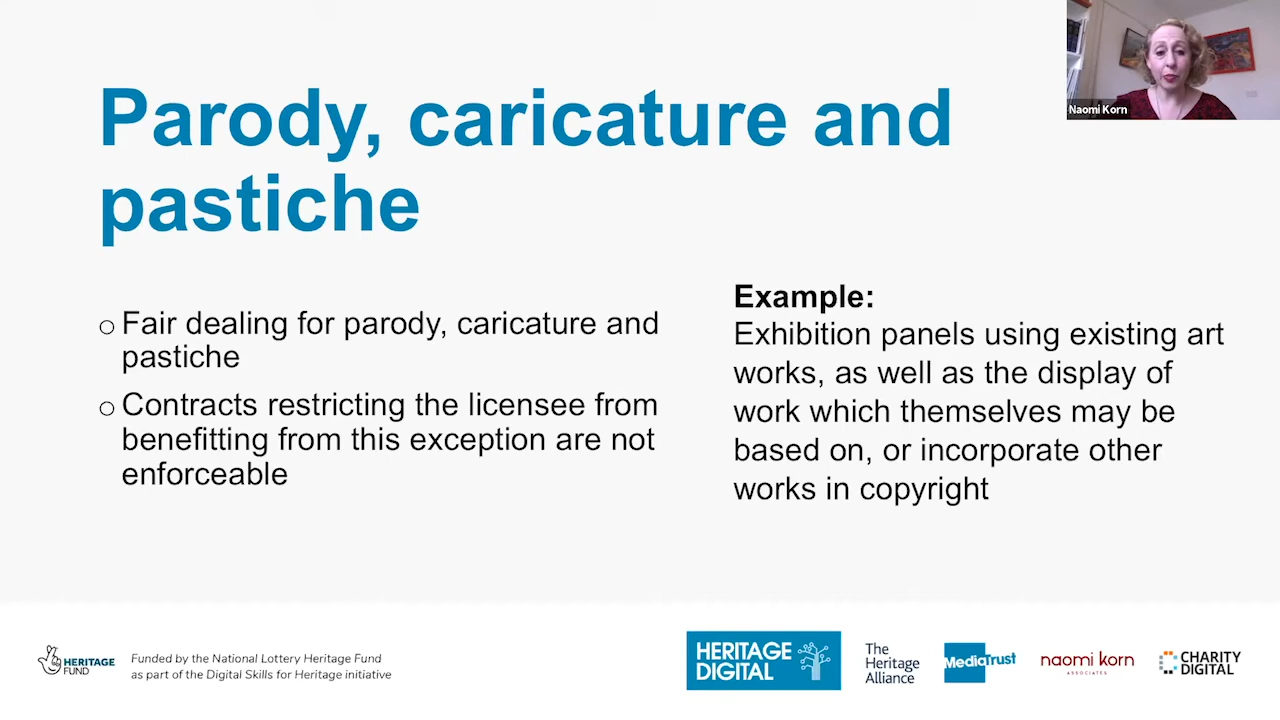 Parody, caricature and
pastiche
Naomi Korn
o Fair dealing for parody, caricature and
pastiche
o Contracts restricting the licensee from
benefitting from this exception are not
enforceable
Example:
Exhibition panels using existing art
works, as well as the display of
work which themselves may be
based on, or incorporate other
works in copyright
HERITAGE
FUND
Funded by the National Lottery Heritage Fund
as part of the Digital Skills for Heritage initiative
HERITAGE
DIGITAL
The
Heritage
Alliance
MediaTrust
naomi korn
ASSOCIATES
CHARITY
DIGITAL